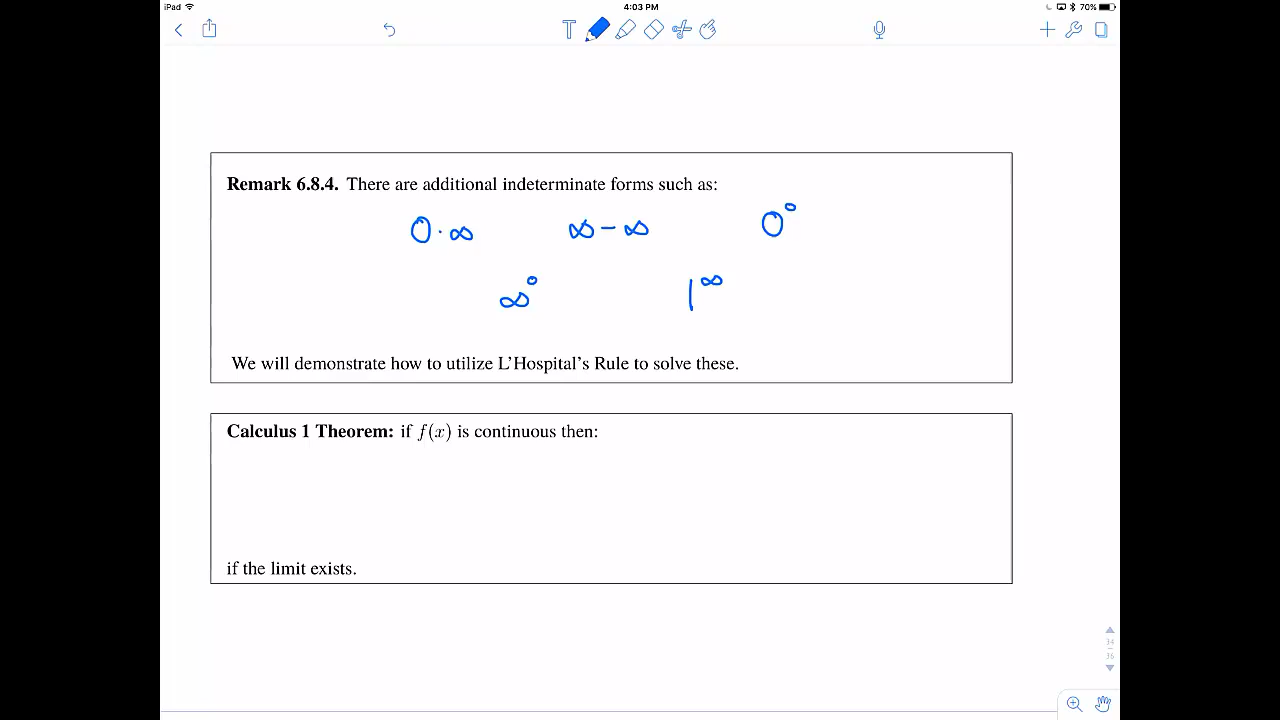 iPad 4:03 PM 70%
T
Remark 6.8.4. There are additional indeterminate forms such as:
0 · ∞ ∞ − ∞ 0⁰
∞⁰ 1^∞
We will demonstrate how to utilize L'Hospital's Rule to solve these.
Calculus 1 Theorem: if f(x) is continuous then:
if the limit exists.
34
36